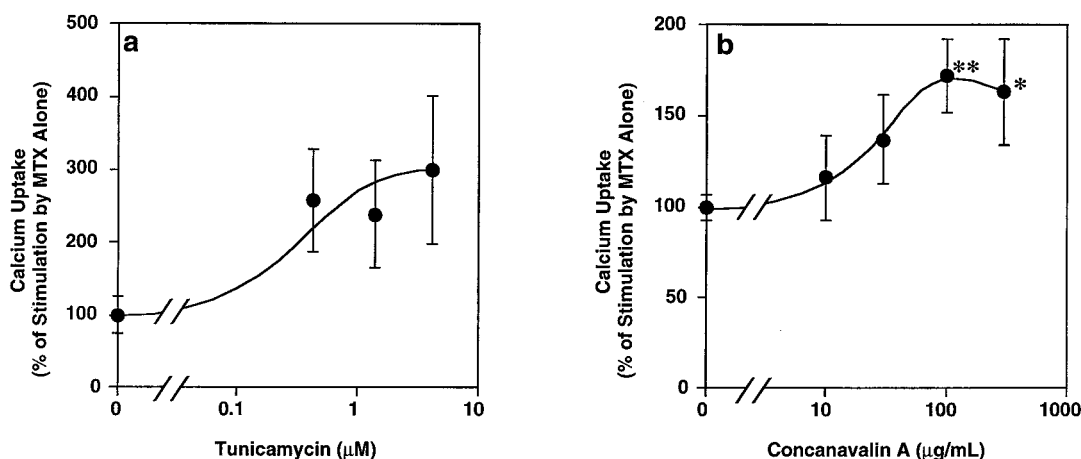 a
500
400
300
200
100
0
Calcium Uptake
(% of Stimulation by MTX Alone)
0 0.1 1 10
Tunicamycin (μM)
b
200
150
100
50
0
Calcium Uptake
(% of Stimulation by MTX Alone)
**
*
0 10 100 1000
Concanavalin A (μg/mL)